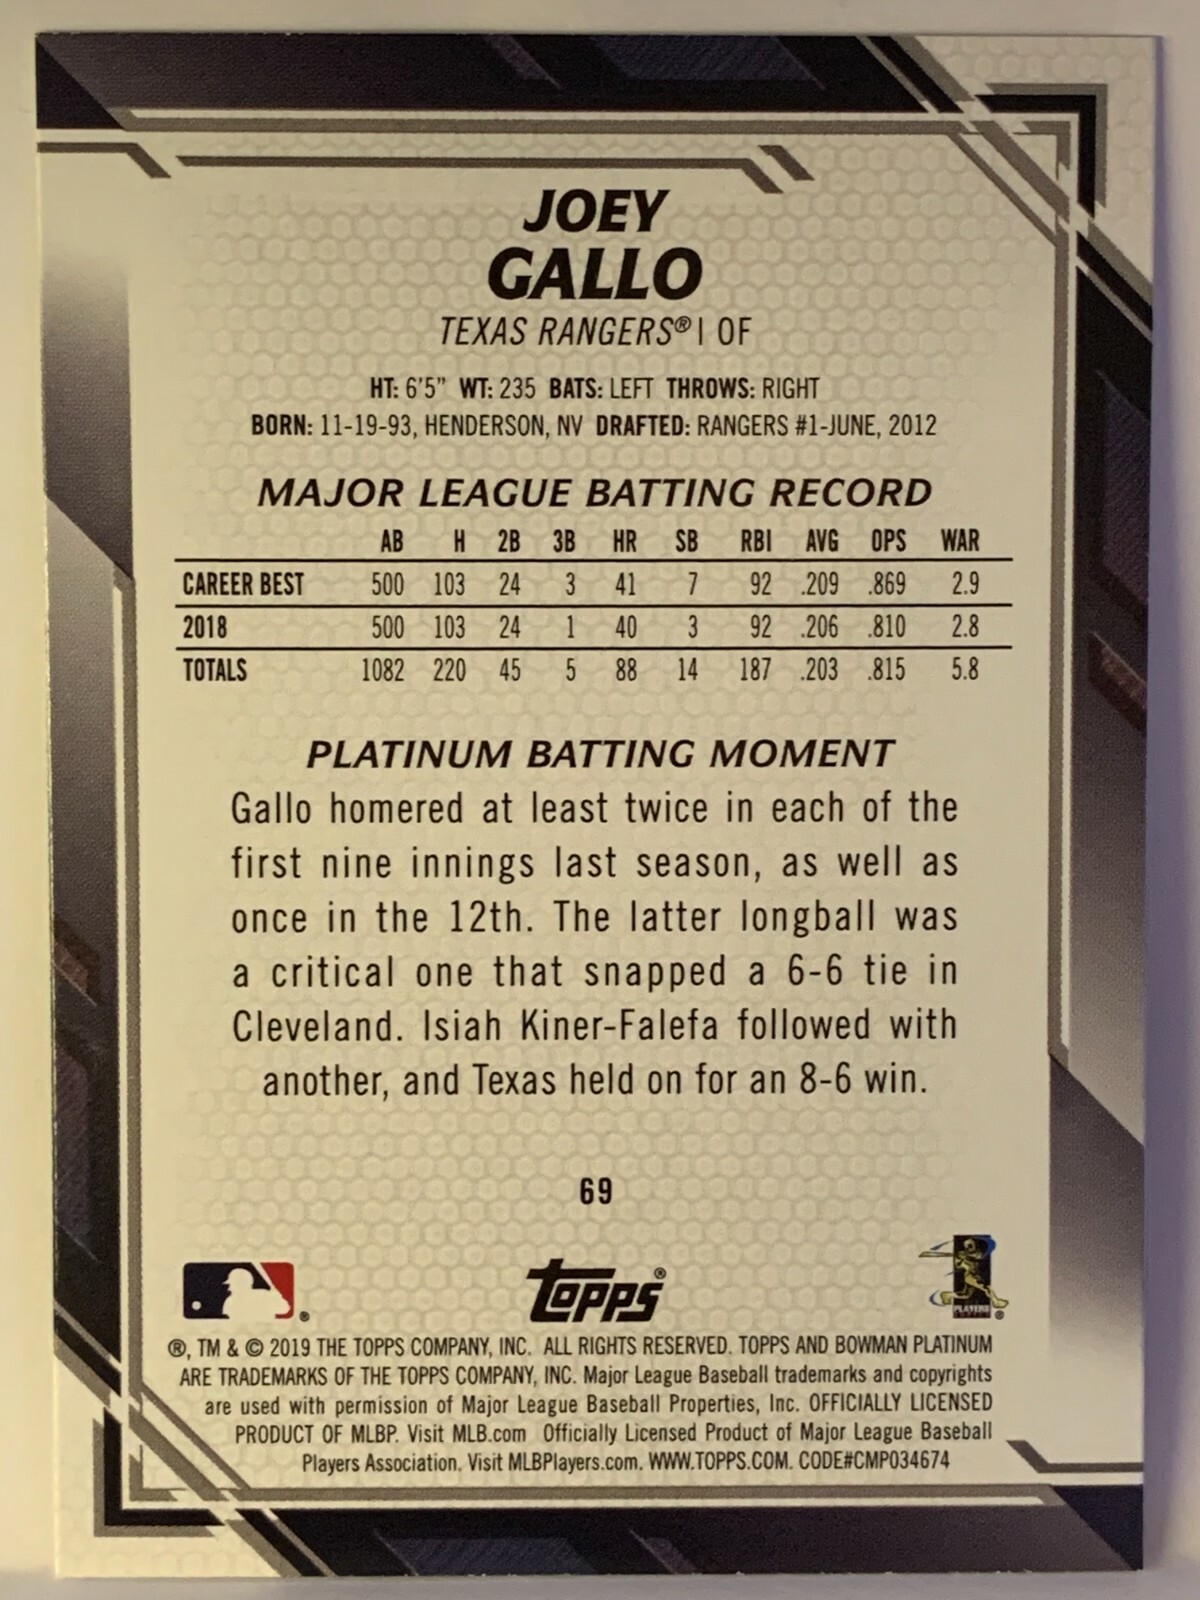 JOEY
GALLO
TEXAS RANGERS® | OF
HT: 6'5" WT: 235 BATS: LEFT THROWS: RIGHT
BORN: 11-19-93, HENDERSON, NV DRAFTED: RANGERS #1-JUNE, 2012
MAJOR LEAGUE BATTING RECORD
AB H 2B 3B HR SB RBI AVG OPS WAR
CAREER BEST 500 103 24 3 41 7 92 .209 .869 2.9
2018 500 103 24 1 40 3 92 .206 .810 2.8
TOTALS 1082 220 45 5 88 14 187 .203 .815 5.8
PLATINUM BATTING MOMENT
Gallo homered at least twice in each of the
first nine innings last season, as well as
once in the 12th. The latter longball was
a critical one that snapped a 6-6 tie in
Cleveland. Isiah Kiner-Falefa followed with
another, and Texas held on for an 8-6 win.
69
® Topps® PLAYERS ®
®, TM & © 2019 THE TOPPS COMPANY, INC. ALL RIGHTS RESERVED. TOPPS AND BOWMAN PLATINUM
ARE TRADEMARKS OF THE TOPPS COMPANY, INC. Major League Baseball trademarks and copyrights
are used with permission of Major League Baseball Properties, Inc. OFFICIALLY LICENSED
PRODUCT OF MLBP. Visit MLB.com Officially Licensed Product of Major League Baseball
Players Association. Visit MLBPlayers.com. WWW.TOPPS.COM. CODE#CMP034674